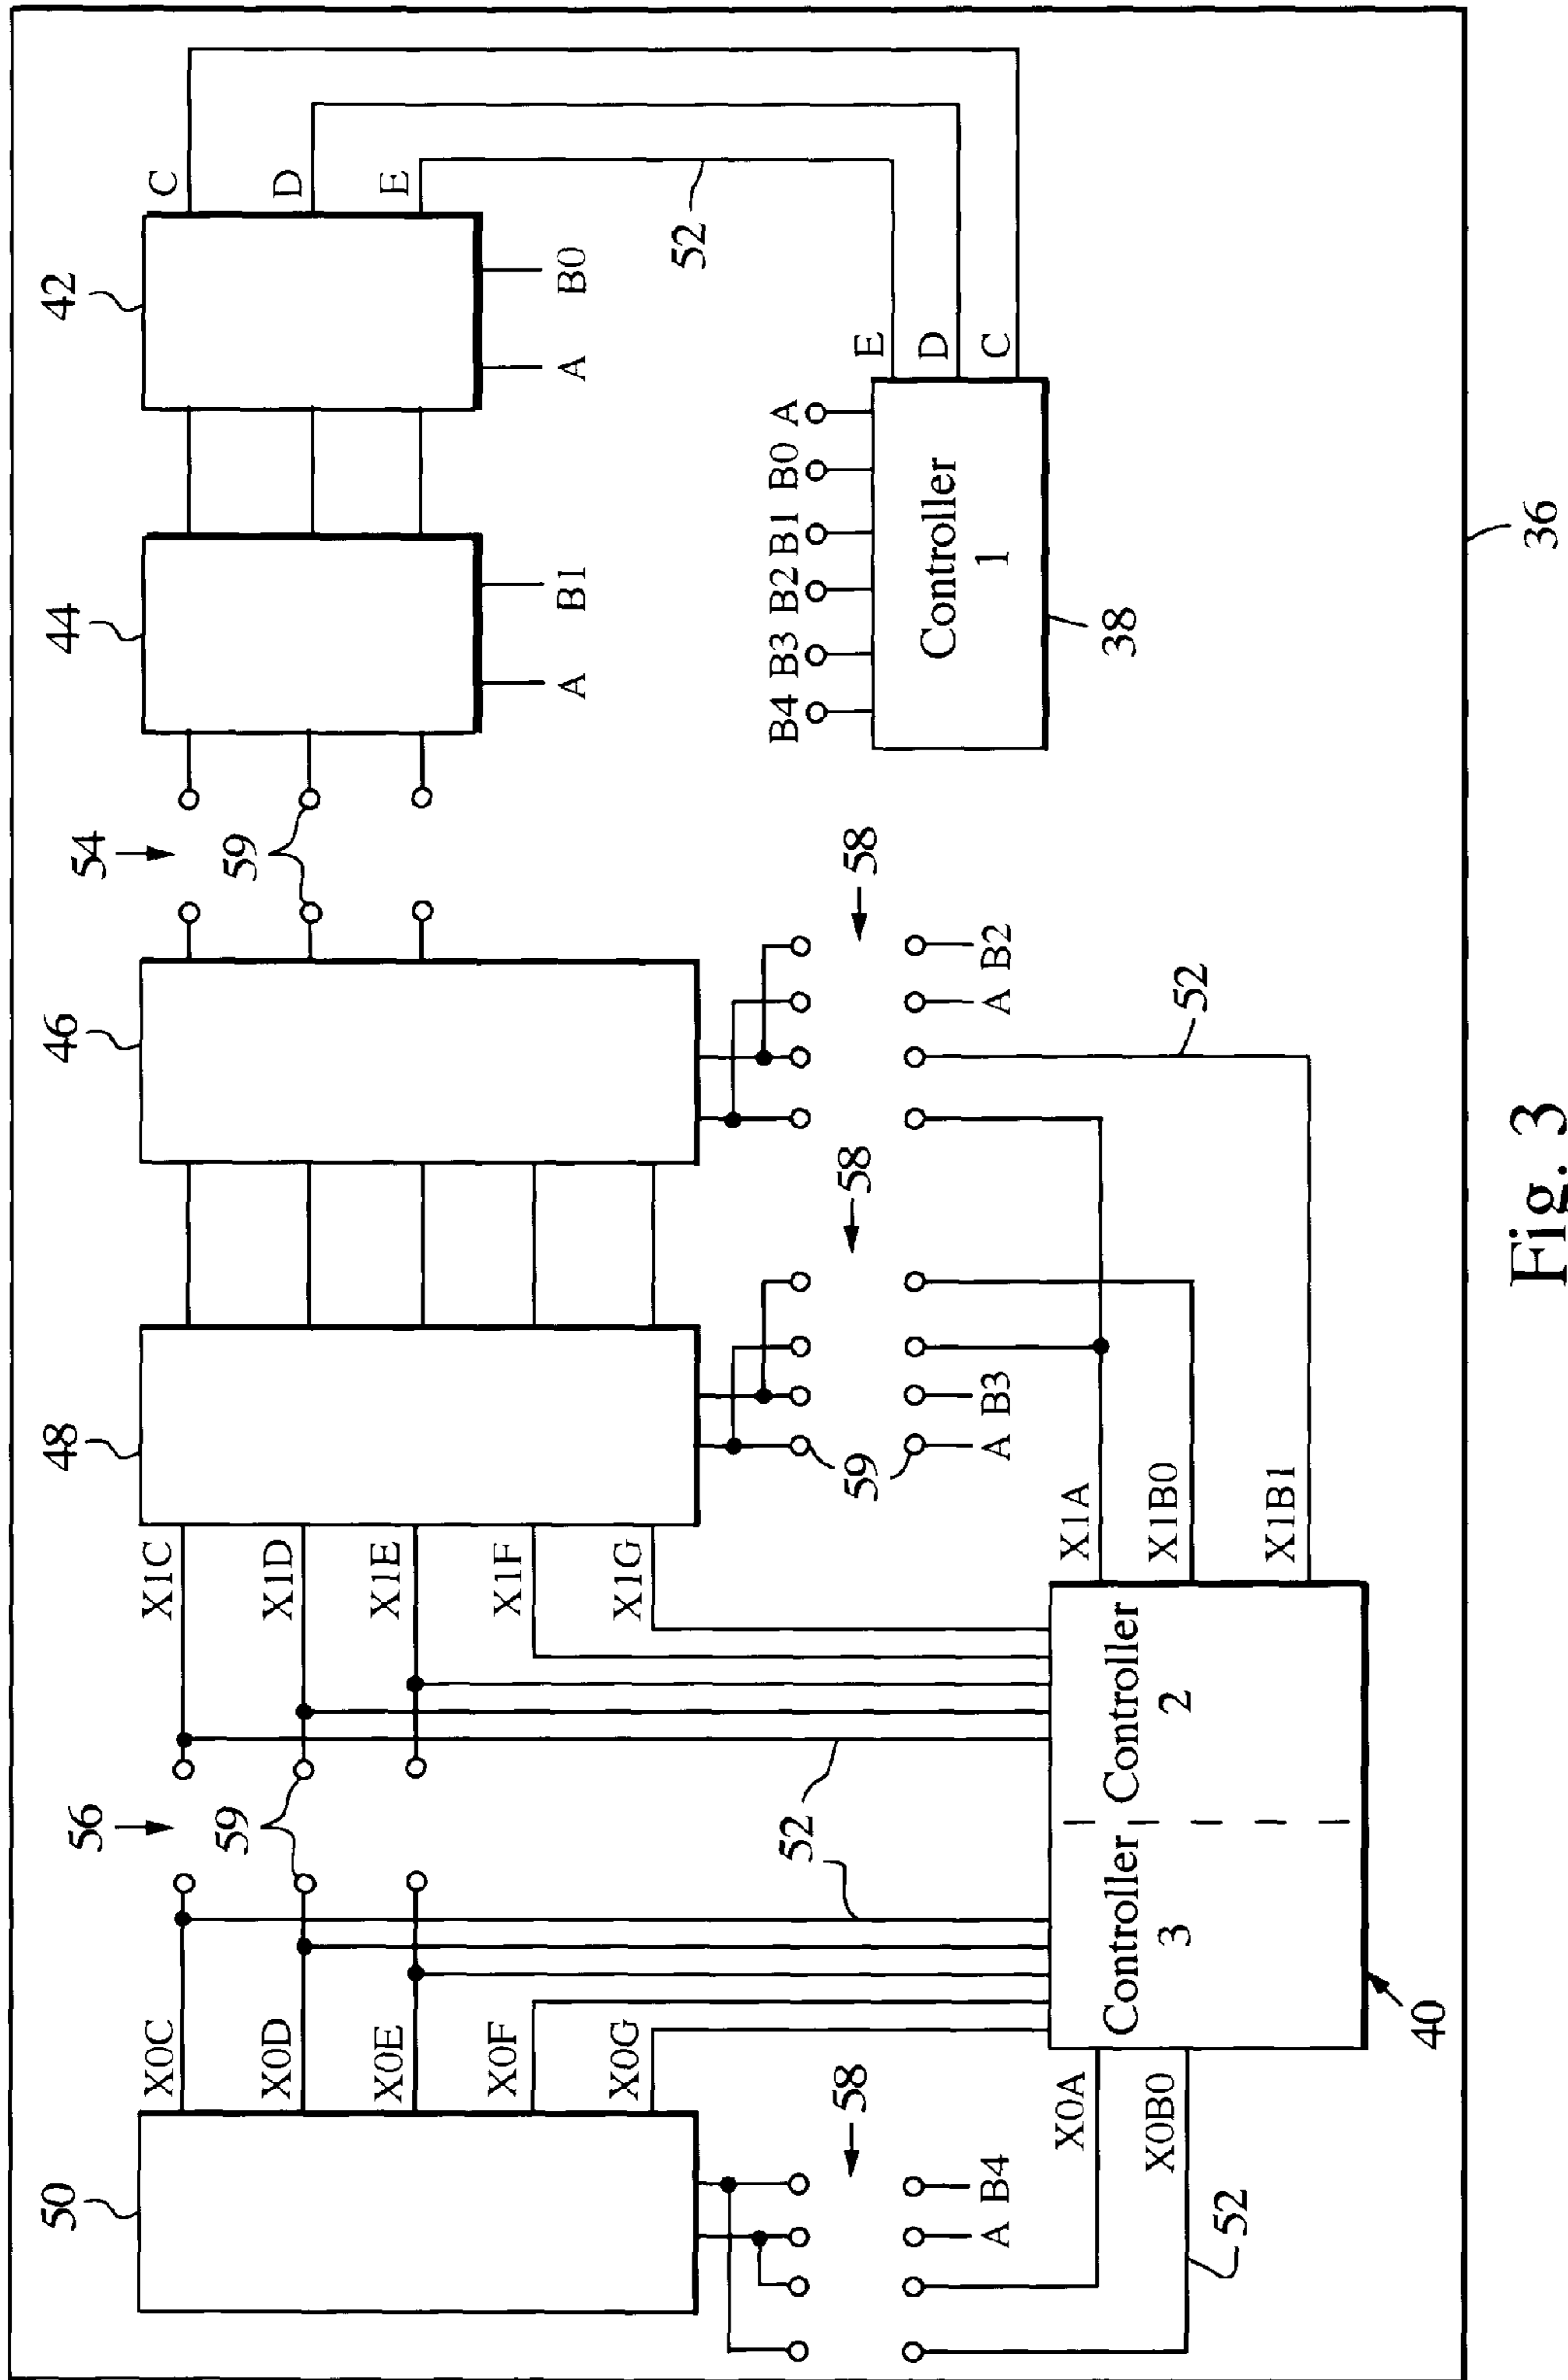 50
48
46
44
42
56
54
59
59
X0C
X0D
X0E
X0F
X0G
X1C
X1D
X1E
X1F
X1G
C
D
E
B1
A
B0
A
52
52
58
58
58
59
B4
A
A
B3
A
B2
52
B4
B3
B2
B1
B0
A
E
D
C
Controller
1
38
X0A
X0B0
52
X1A
X1B0
X1B1
Controller
3
Controller
2
40
36
Fig. 3